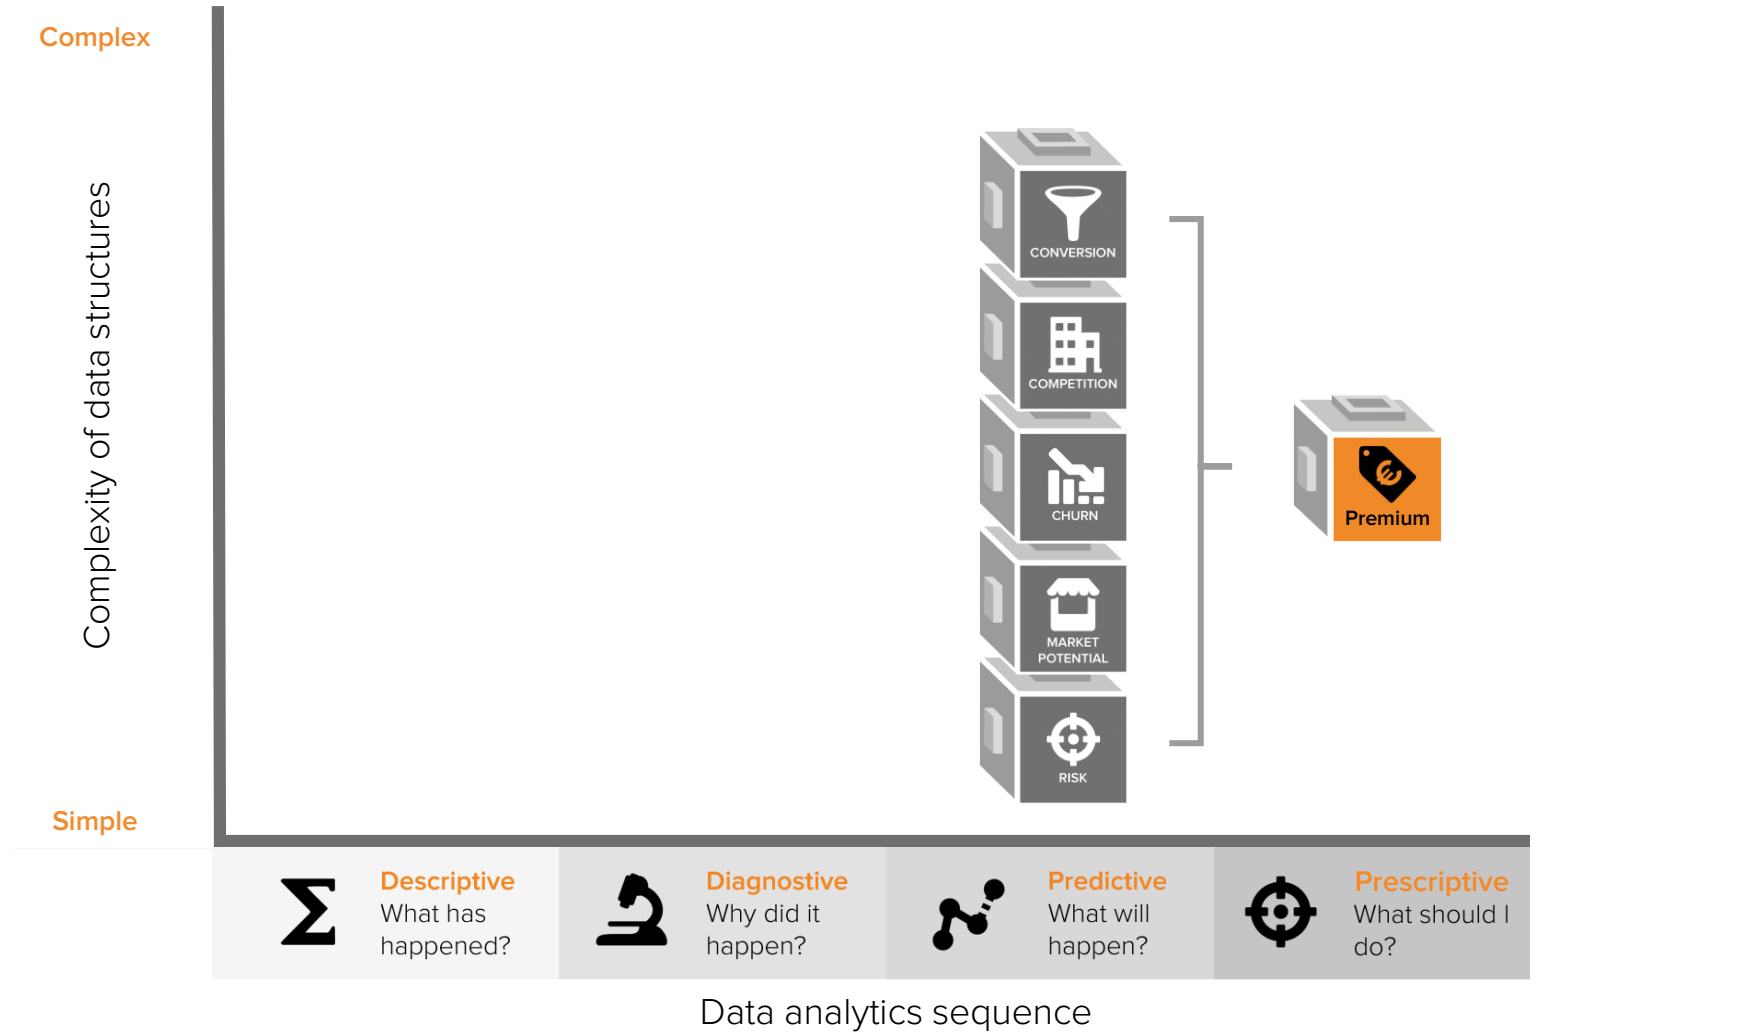 Complex
Complexity of data structures
Simple
CONVERSION
COMPETITION
CHURN
MARKET
POTENTIAL
RISK
Premium
Descriptive
What has
happened?
Diagnostive
Why did it
happen?
Predictive
What will
happen?
Prescriptive
What should I
do?
Data analytics sequence